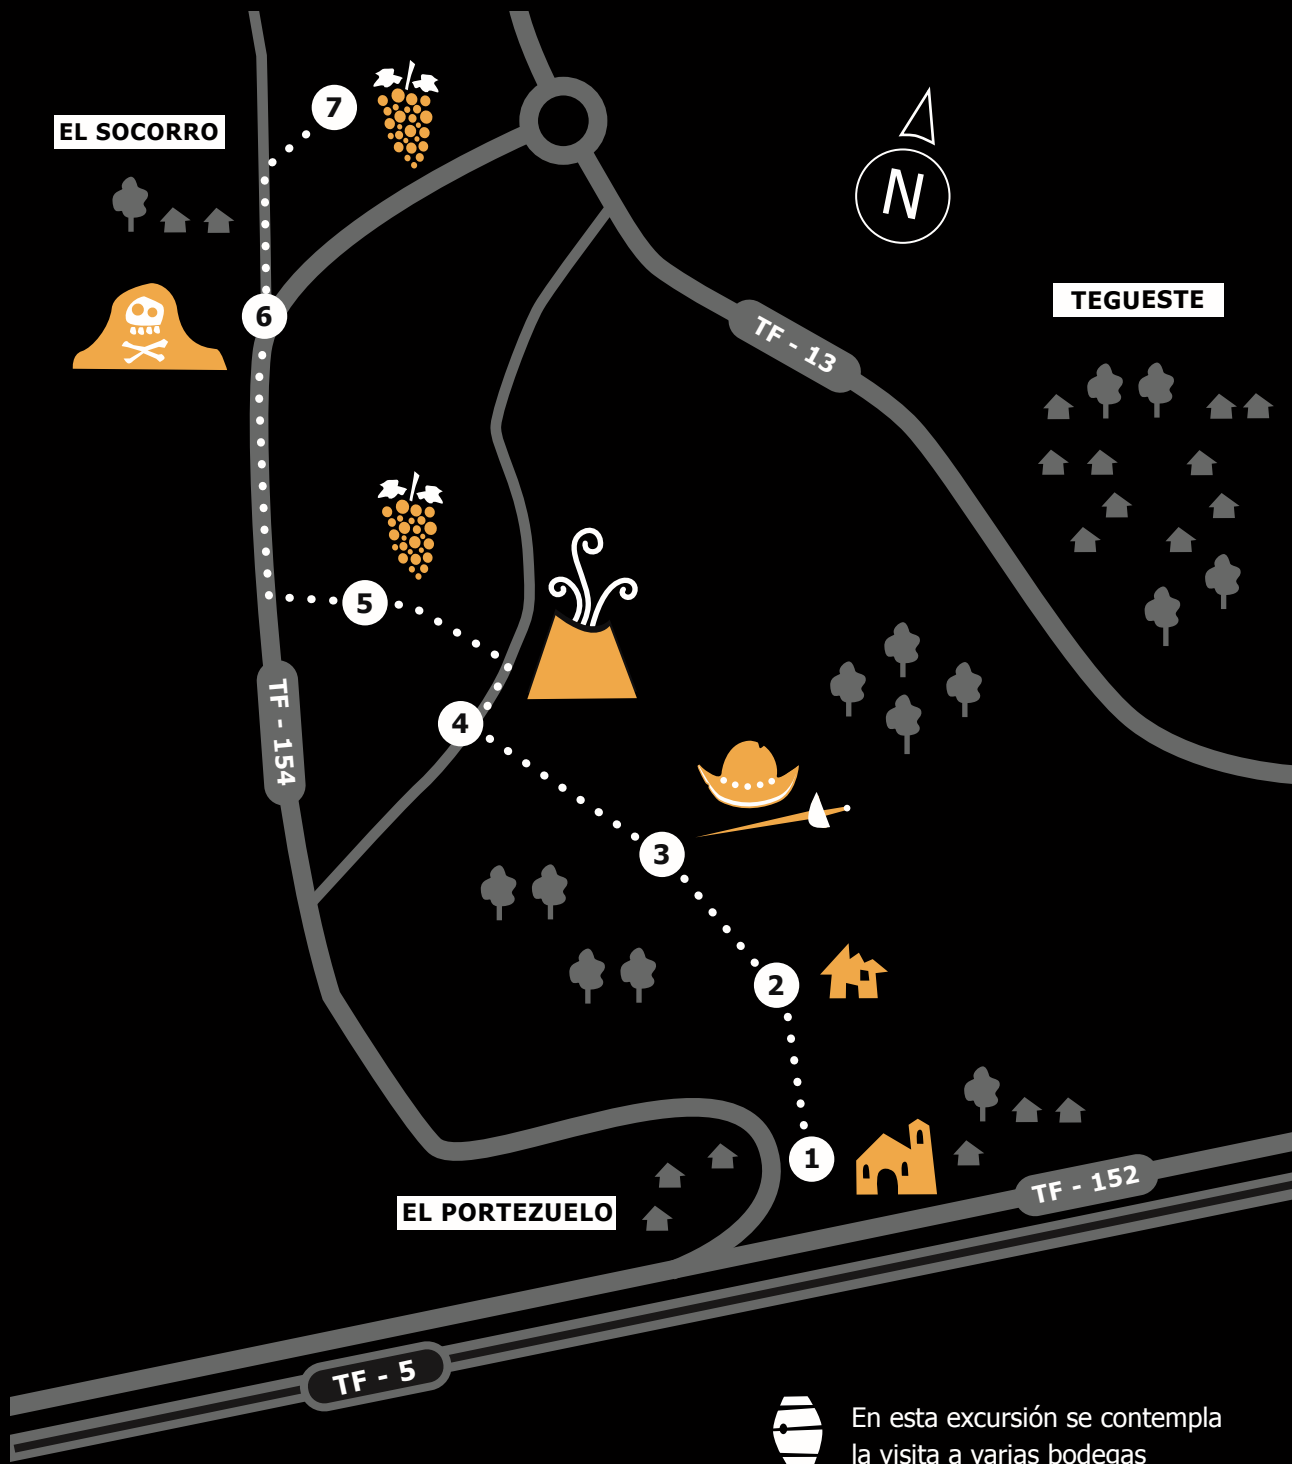 7
EL SOCORRO
N
TEGUESTE
6
TF - 13
5
4
TF - 154
3
2
1
TF - 152
EL PORTEZUELO
TF - 5
En esta excursión se contempla
la visita a varias bodegas